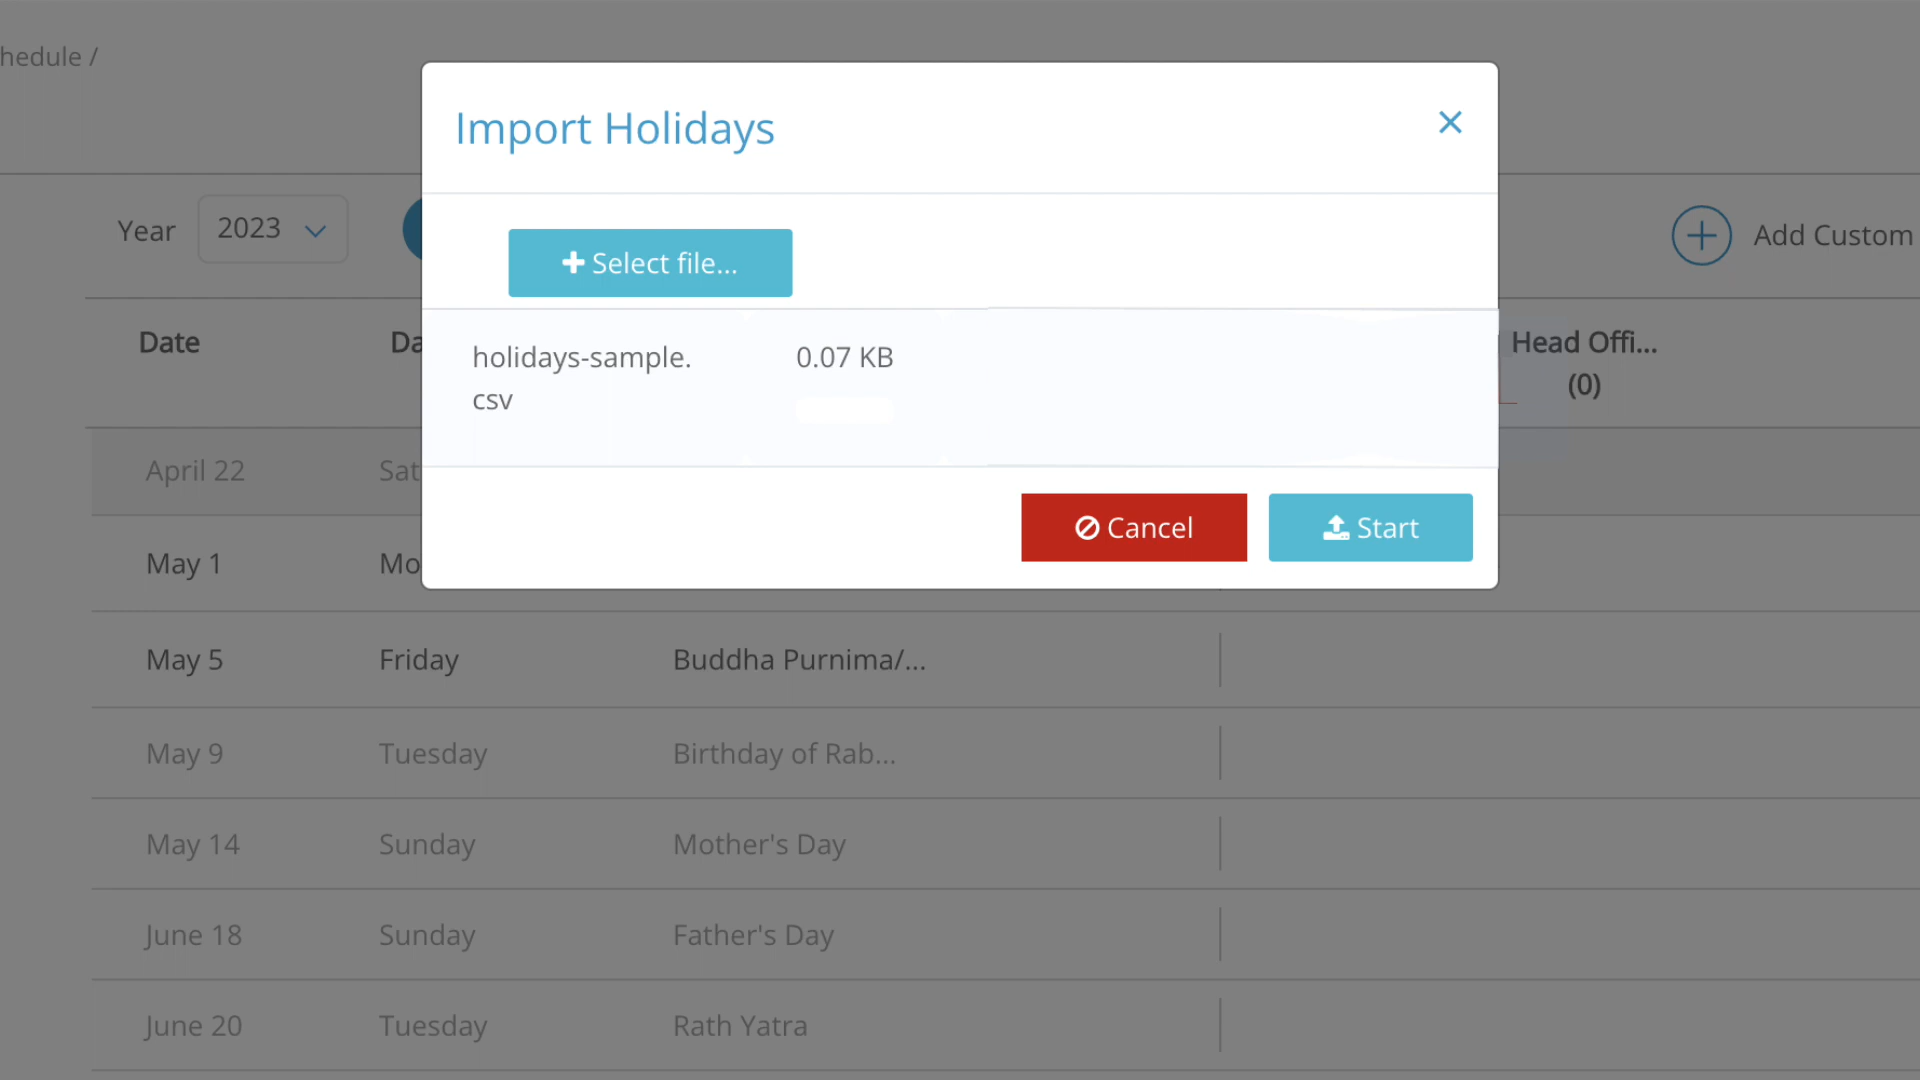 hedule /
Import Holidays
Year 2023
Add Custom
Select file...
Date
Da
Head Offi...
(0)
holidays-sample.
csv
0.07 KB
April 22 Sat
Cancel Start
May 1 Mo
May 5 Friday Buddha Purnima/...
May 9 Tuesday Birthday of Rab...
May 14 Sunday Mother's Day
June 18 Sunday Father's Day
June 20 Tuesday Rath Yatra